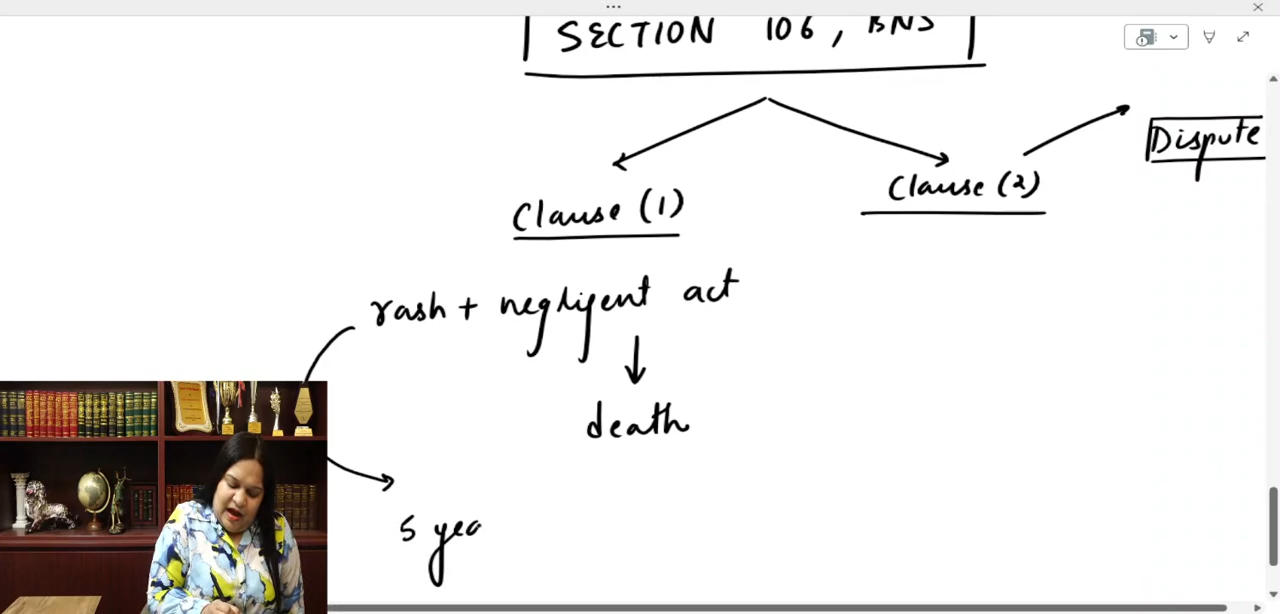 SECTION 106, BNS
Dispute
Clause (1)
Clause (2)
rash + negligent act
death
5 yea